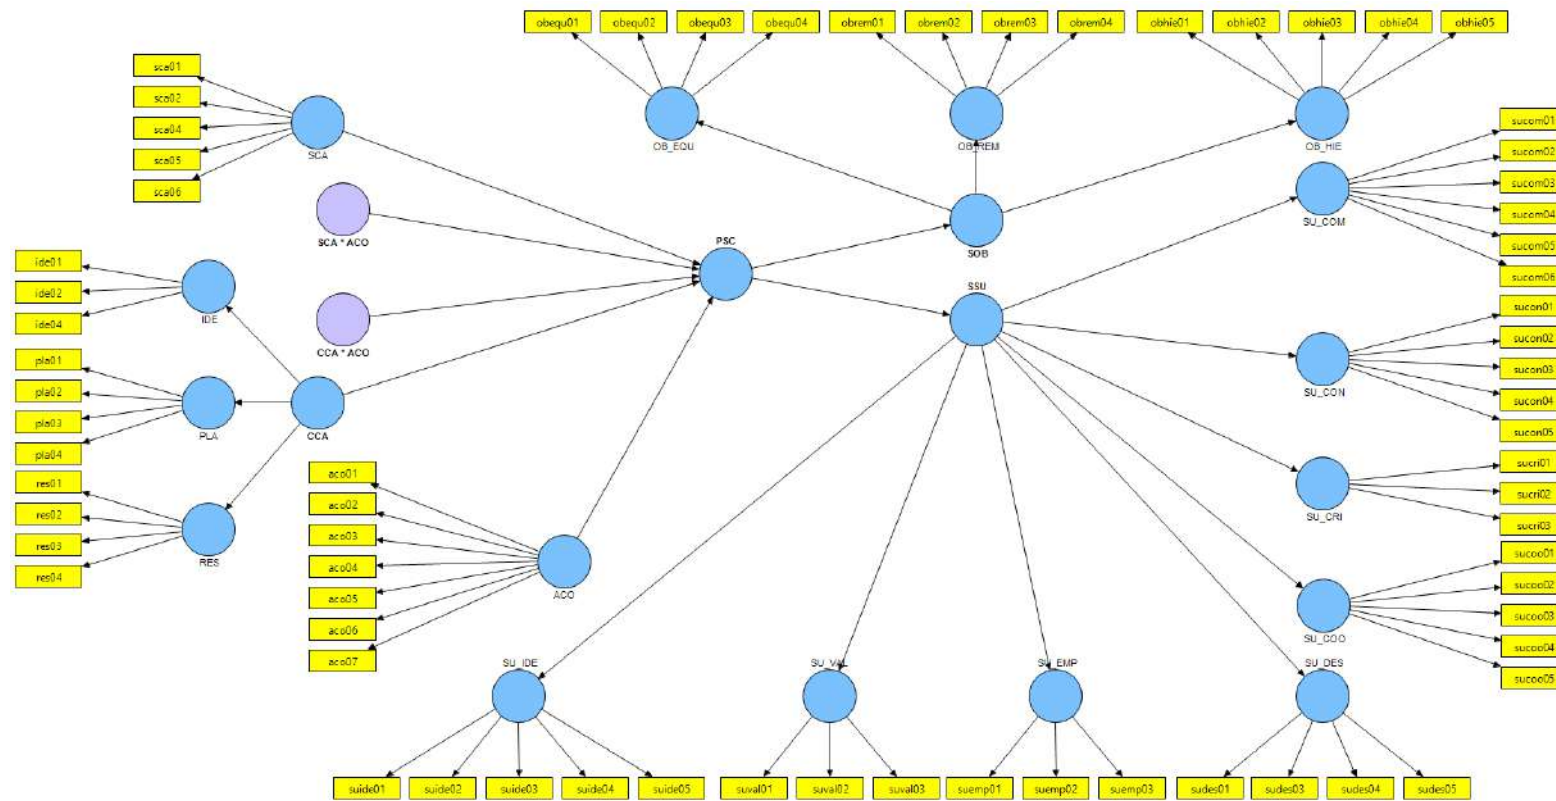 obequ01 obequ02 obequ03 obequ04 obrem01 obrem02 obrem03 obrem04 obhie01 obhie02 obhie03 obhie04 obhie05
sca01
sca02
sca04
sca05
sca06
SCA
OB_EQU
OB_REM
OB_HIE
sucom01
sucom02
sucom03
sucom04
sucom05
sucom06
SU_COM
SCA * ACO
PSC
SOB
SSU
ide01
ide02
ide04
IDE
CCA * ACO
pla01
pla02
pla03
pla04
PLA
CCA
res01
res02
res03
res04
RES
sucon01
sucon02
sucon03
sucon04
sucon05
SU_CON
sucri01
sucri02
sucri03
SU_CRI
aco01
aco02
aco03
aco04
aco05
aco06
aco07
ACO
sucoo01
sucoo02
sucoo03
sucoo04
sucoo05
SU_COO
SU_IDE
SU_VAL
SU_EMP
SU_DES
suide01 suide02 suide03 suide04 suide05 suval01 suval02 suval03 suemp01 suemp02 suemp03 sudes01 sudes03 sudes04 sudes05